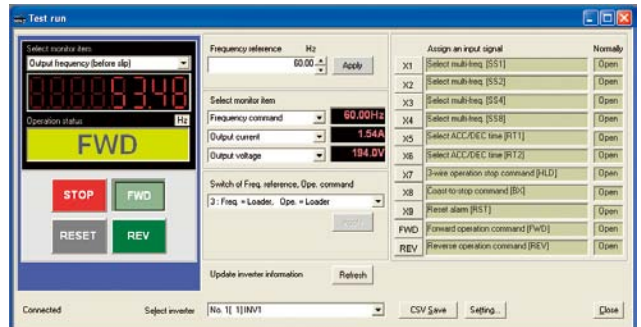 Test run
Select monitor item
Output frequency (before slip)
63.48
Operation status
Hz
FWD
STOP
FWD
RESET
REV
Frequency reference Hz
60.00
Apply
Select monitor item
Frequency command
60.00Hz
Output current
1.54A
Output voltage
194.0V
Switch of Freq. reference, Ope. command
3 : Freq. = Loader, Ope. = Loader
Apply
Update inverter information
Refresh
Assign an input signal Normally
X1 Select multi-freq. [SS1] Open
X2 Select multi-freq. [SS2] Open
X3 Select multi-freq. [SS4] Open
X4 Select multi-freq. [SS8] Open
X5 Select ACC/DEC time [RT1] Open
X6 Select ACC/DEC time [RT2] Open
X7 3-wire operation stop command [HLD] Open
X8 Coast-to-stop command [BX] Open
X9 Reset alarm [RST] Open
FWD Forward operation command [FWD] Open
REV Reverse operation command [REV] Open
Connected
Select inverter
No. 1[ 1] INV1
CSV Save
Setting...
Close